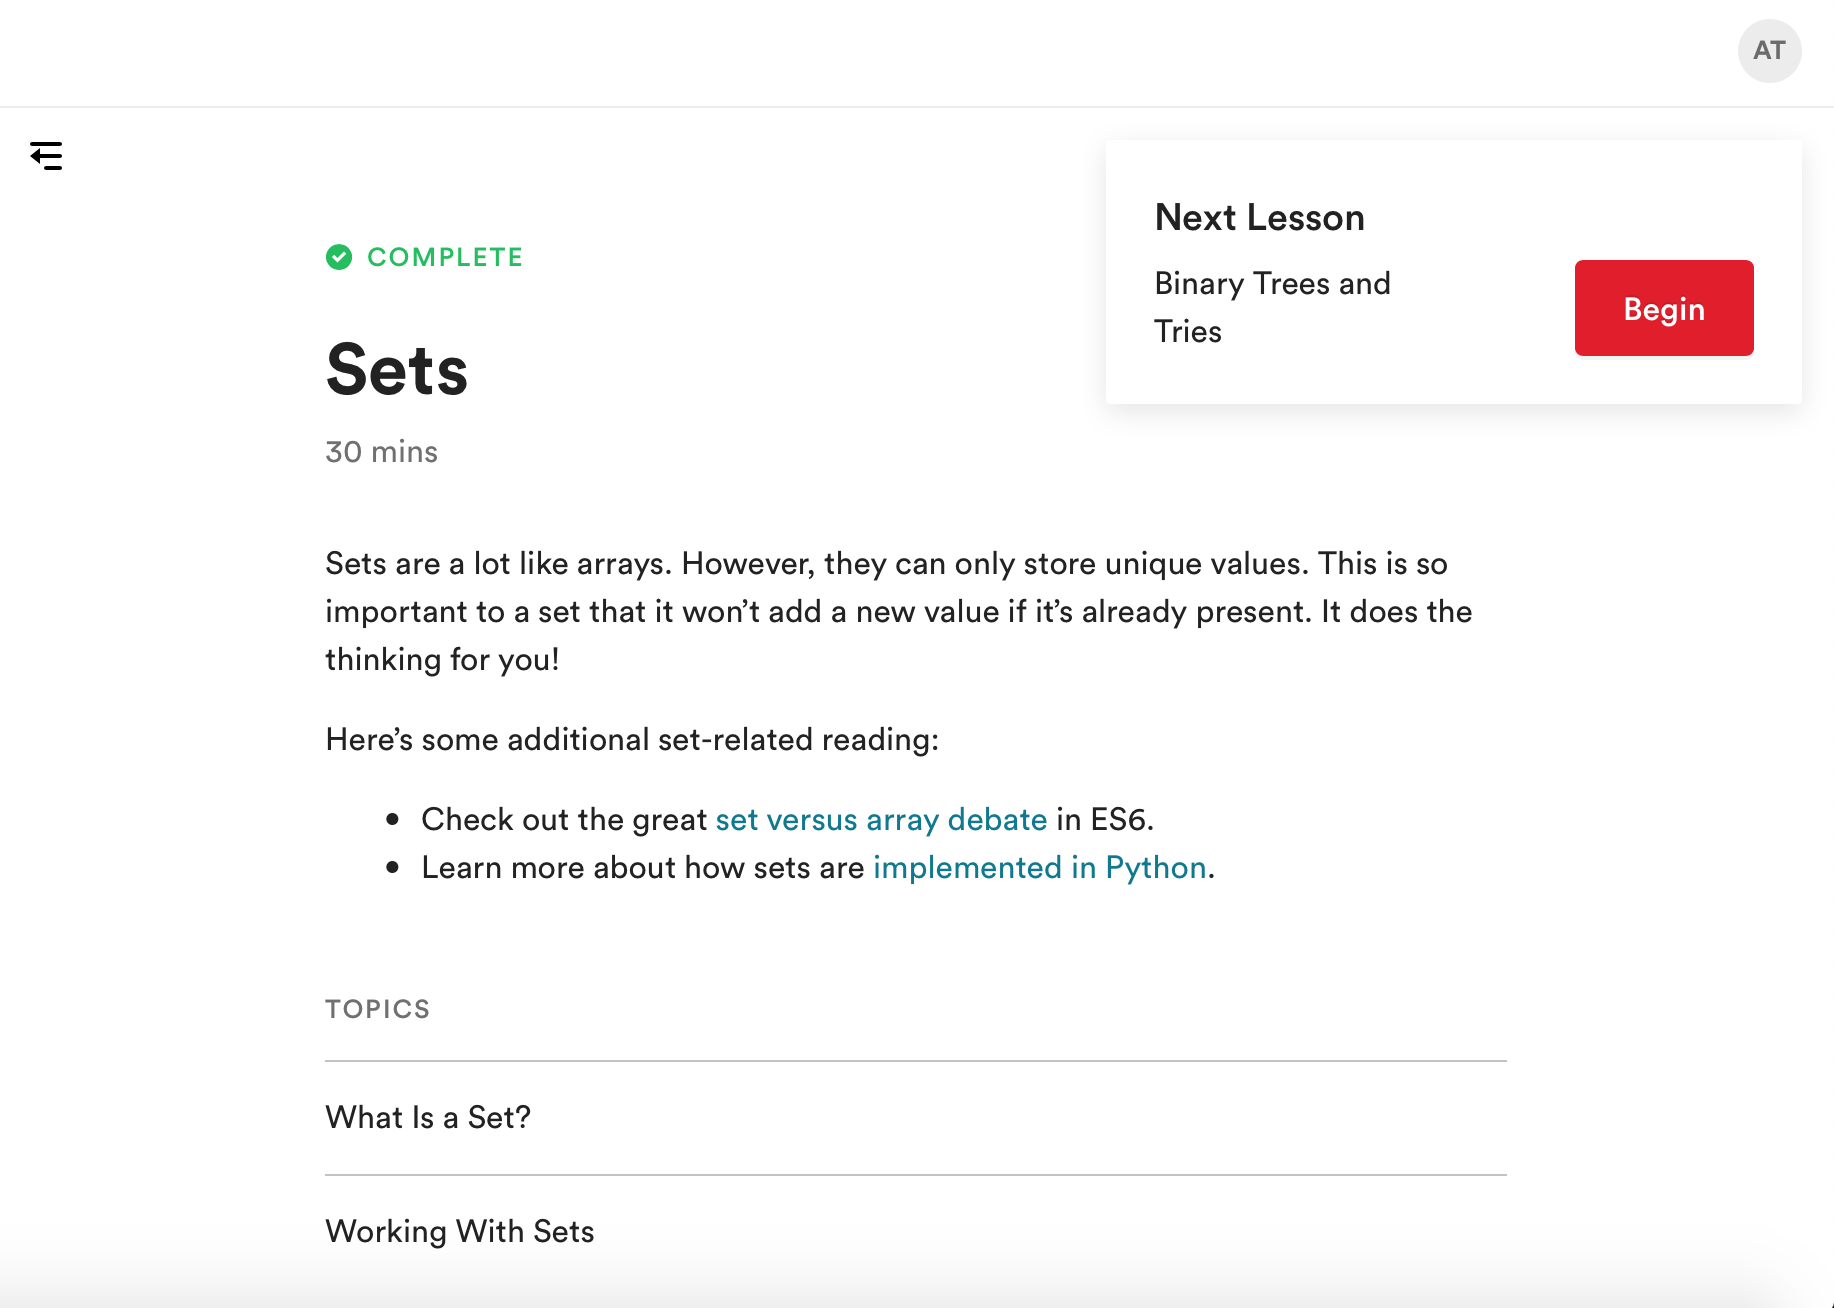 AT
Next Lesson
Binary Trees and
Tries
Begin
COMPLETE
Sets
30 mins
Sets are a lot like arrays. However, they can only store unique values. This is so
important to a set that it won’t add a new value if it’s already present. It does the
thinking for you!
Here’s some additional set-related reading:
• Check out the great set versus array debate in ES6.
• Learn more about how sets are implemented in Python.
TOPICS
What Is a Set?
Working With Sets